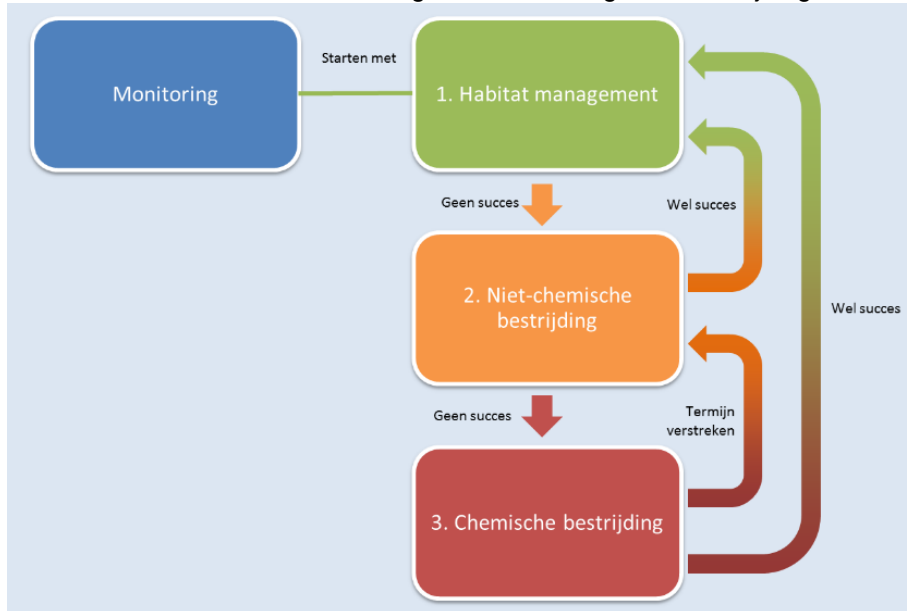 Monitoring
Starten met
1. Habitat management
Geen succes
Wel succes
2. Niet-chemische
bestrijding
Wel succes
Geen succes
Termijn
verstreken
3. Chemische bestrijding